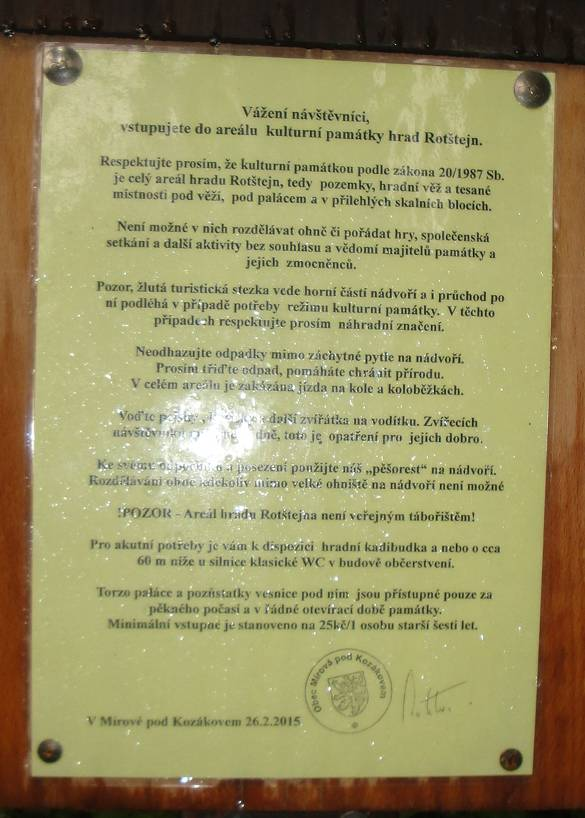 Vážení návštěvníci,
vstupujete do areálu kulturní památky hrad Rotštejn.
Respektujte prosím, že kulturní památkou podle zákona 20/1987 Sb.
je celý areál hradu Rotštejn, tedy pozemky, hradní věž a tesané
místnosti pod věží, pod palácem a v přilehlých skalních blocích.
Není možné v nich rozdělávat ohně či pořádat hry, společenská
setkání a další aktivity bez souhlasu a vědomí majitelů památky a
jejich zmocněnců.
Pozor, žlutá turistická stezka vede horní částí nádvoří a i průchod po
ní podléhá v případě potřeby režimu kulturní památky. V těchto
případech respektujte prosím náhradní značení.
Neodhazujte odpadky mimo záchytné pytle na nádvoří.
Prosím třiďte odpad, pomáháte chránit přírodu.
V celém areálu je zakázána jízda na kole a koloběžkách.
Voďte pejsky, a další zvířátka na vodítku. Zvířecích
návštěvníků toto je opatření pro jejich dobro.
Ke svému odpočinku a posezení použijte náš „pěšorest“ na nádvoří.
Rozdělávání ohně kdekoliv mimo velké ohniště na nádvoří není možné
!POZOR - Areál hradu Rotštejna není veřejným tábořištěm!
Pro akutní potřeby je vám k dispozici hradní kadibudka a nebo o cca
60 m níže u silnice klasické WC v budově občerstvení.
Torzo paláce a pozůstatky vesnice pod ním jsou přístupné pouze za
pěkného počasí a v řádné otevírací době památky.
Minimální vstupné je stanoveno na 25kč/1 osobu starší šesti let.
Obec Mírová pod Kozákovem
V Mírové pod Kozákovem 26.2.2015